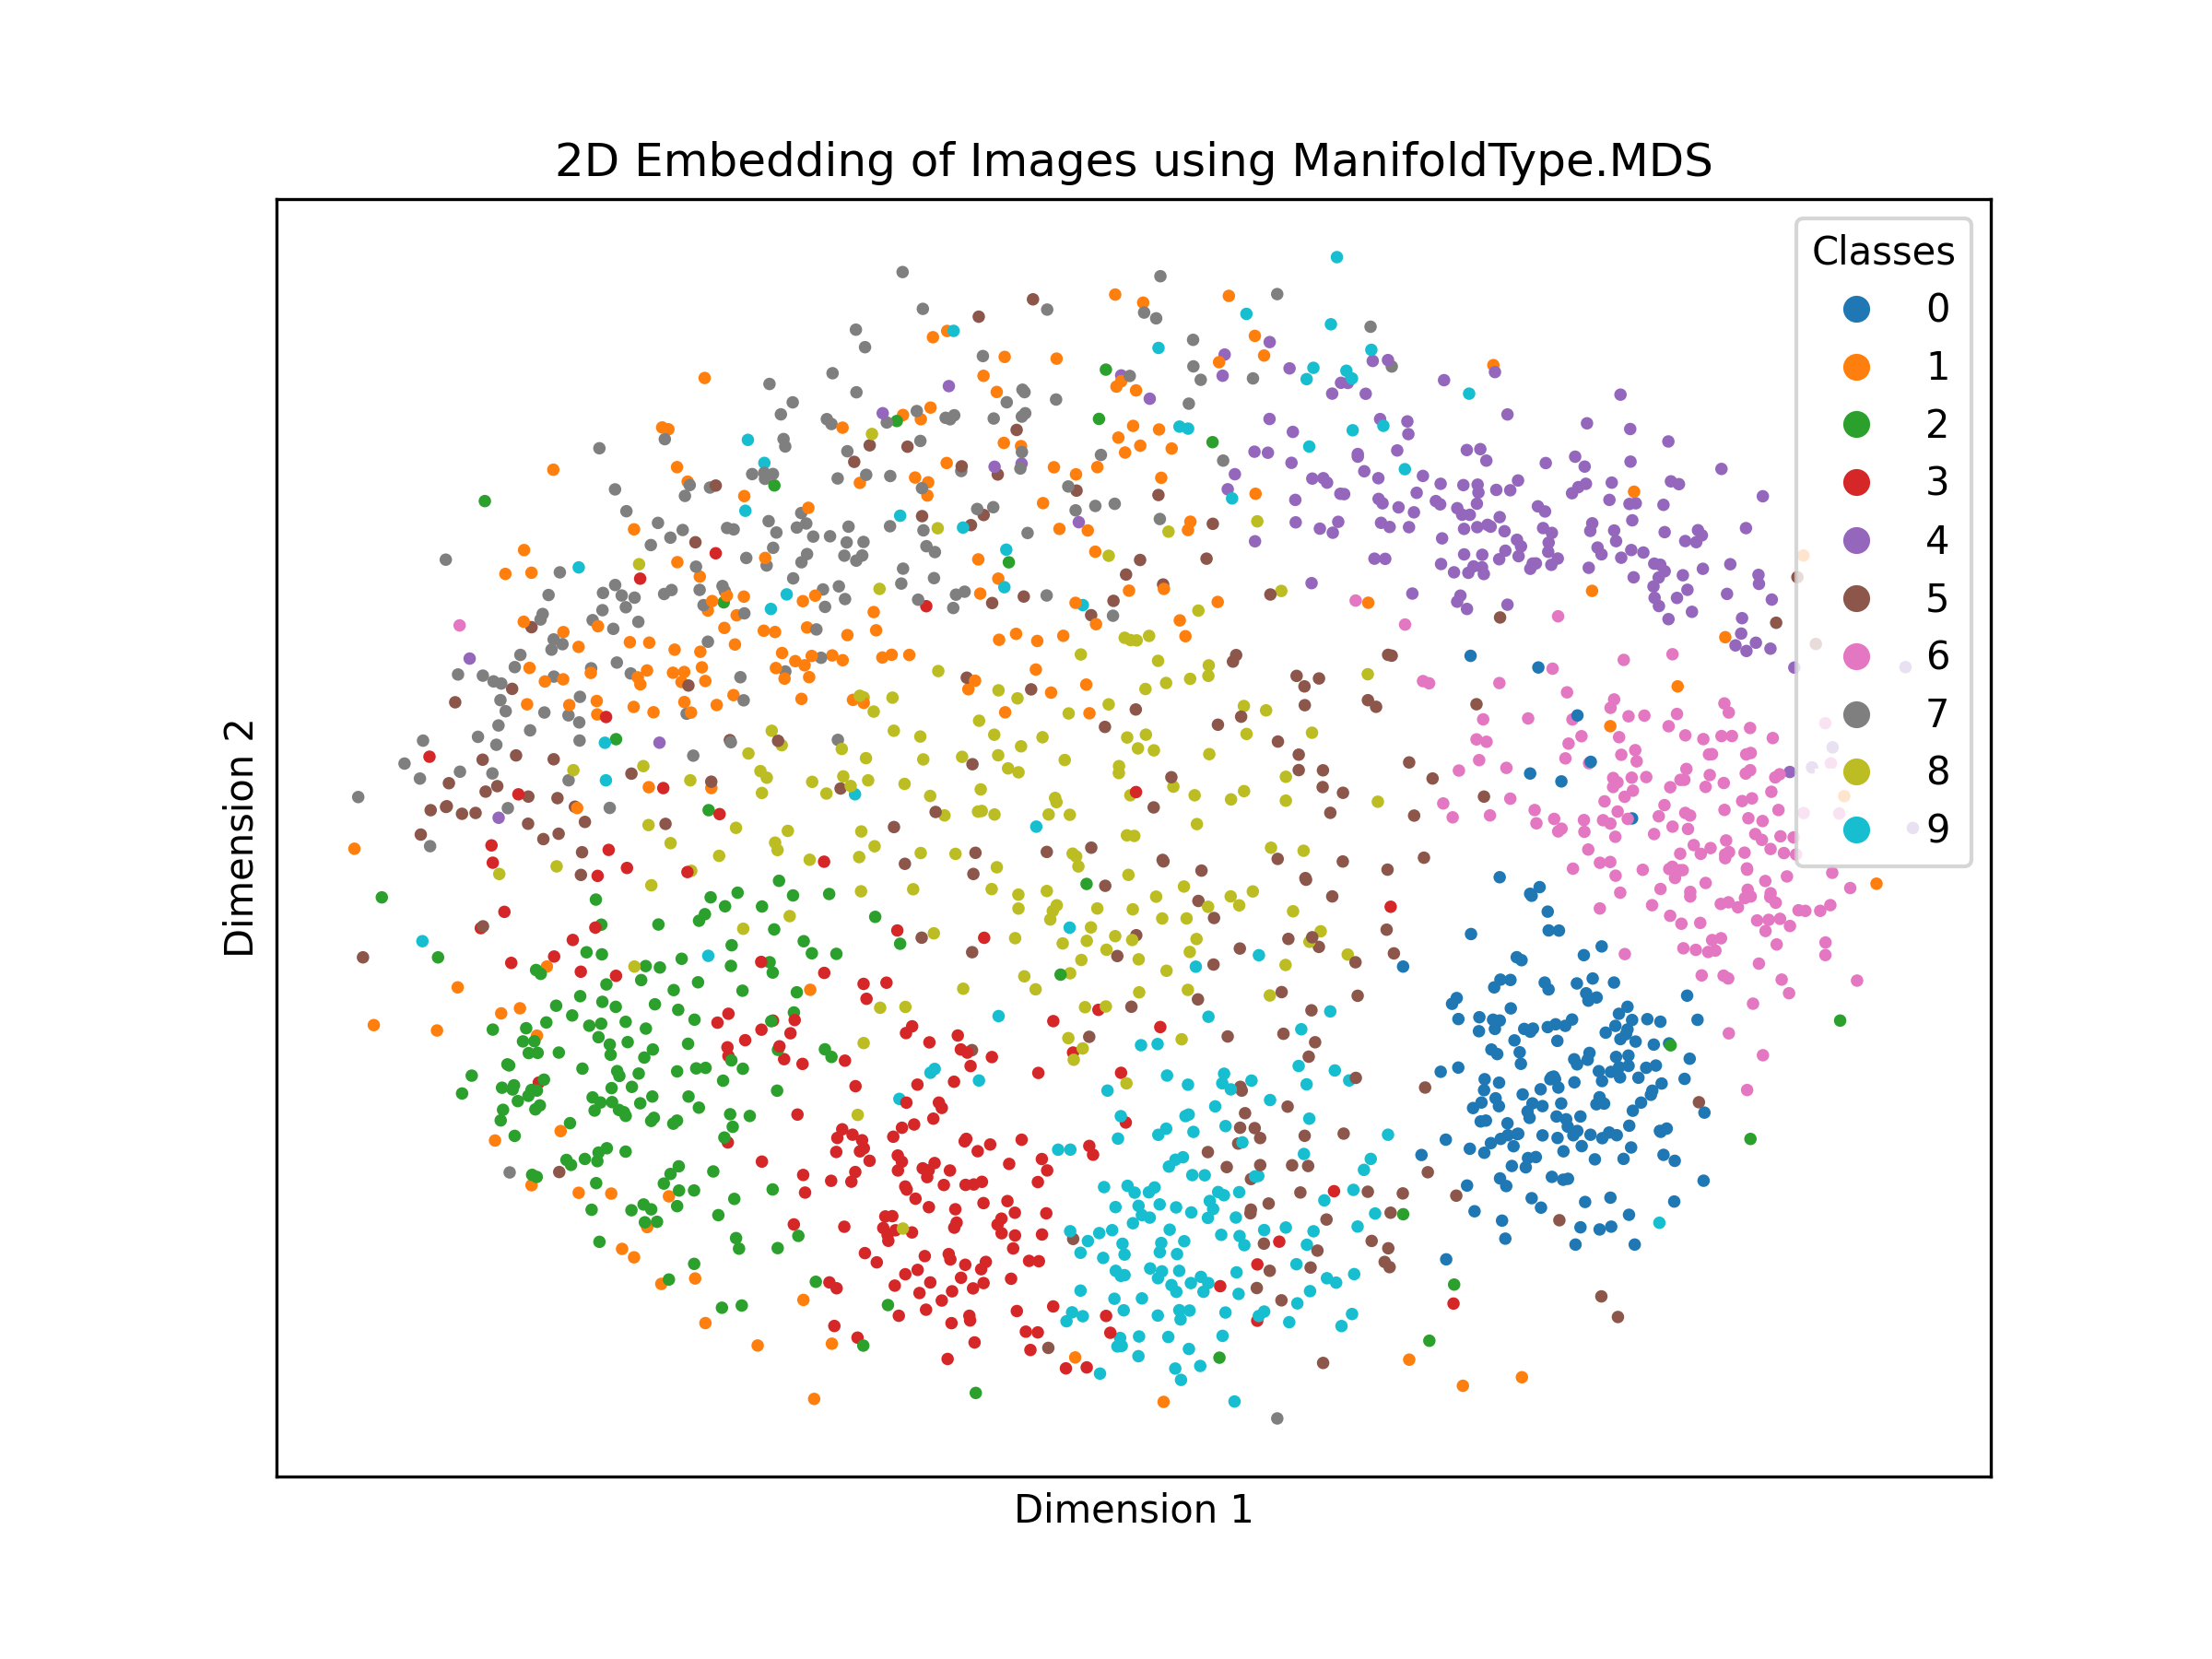 2D Embedding of Images using ManifoldType.MDS
Classes
0
1
2
3
4
5
6
7
8
9
Dimension 2
Dimension 1